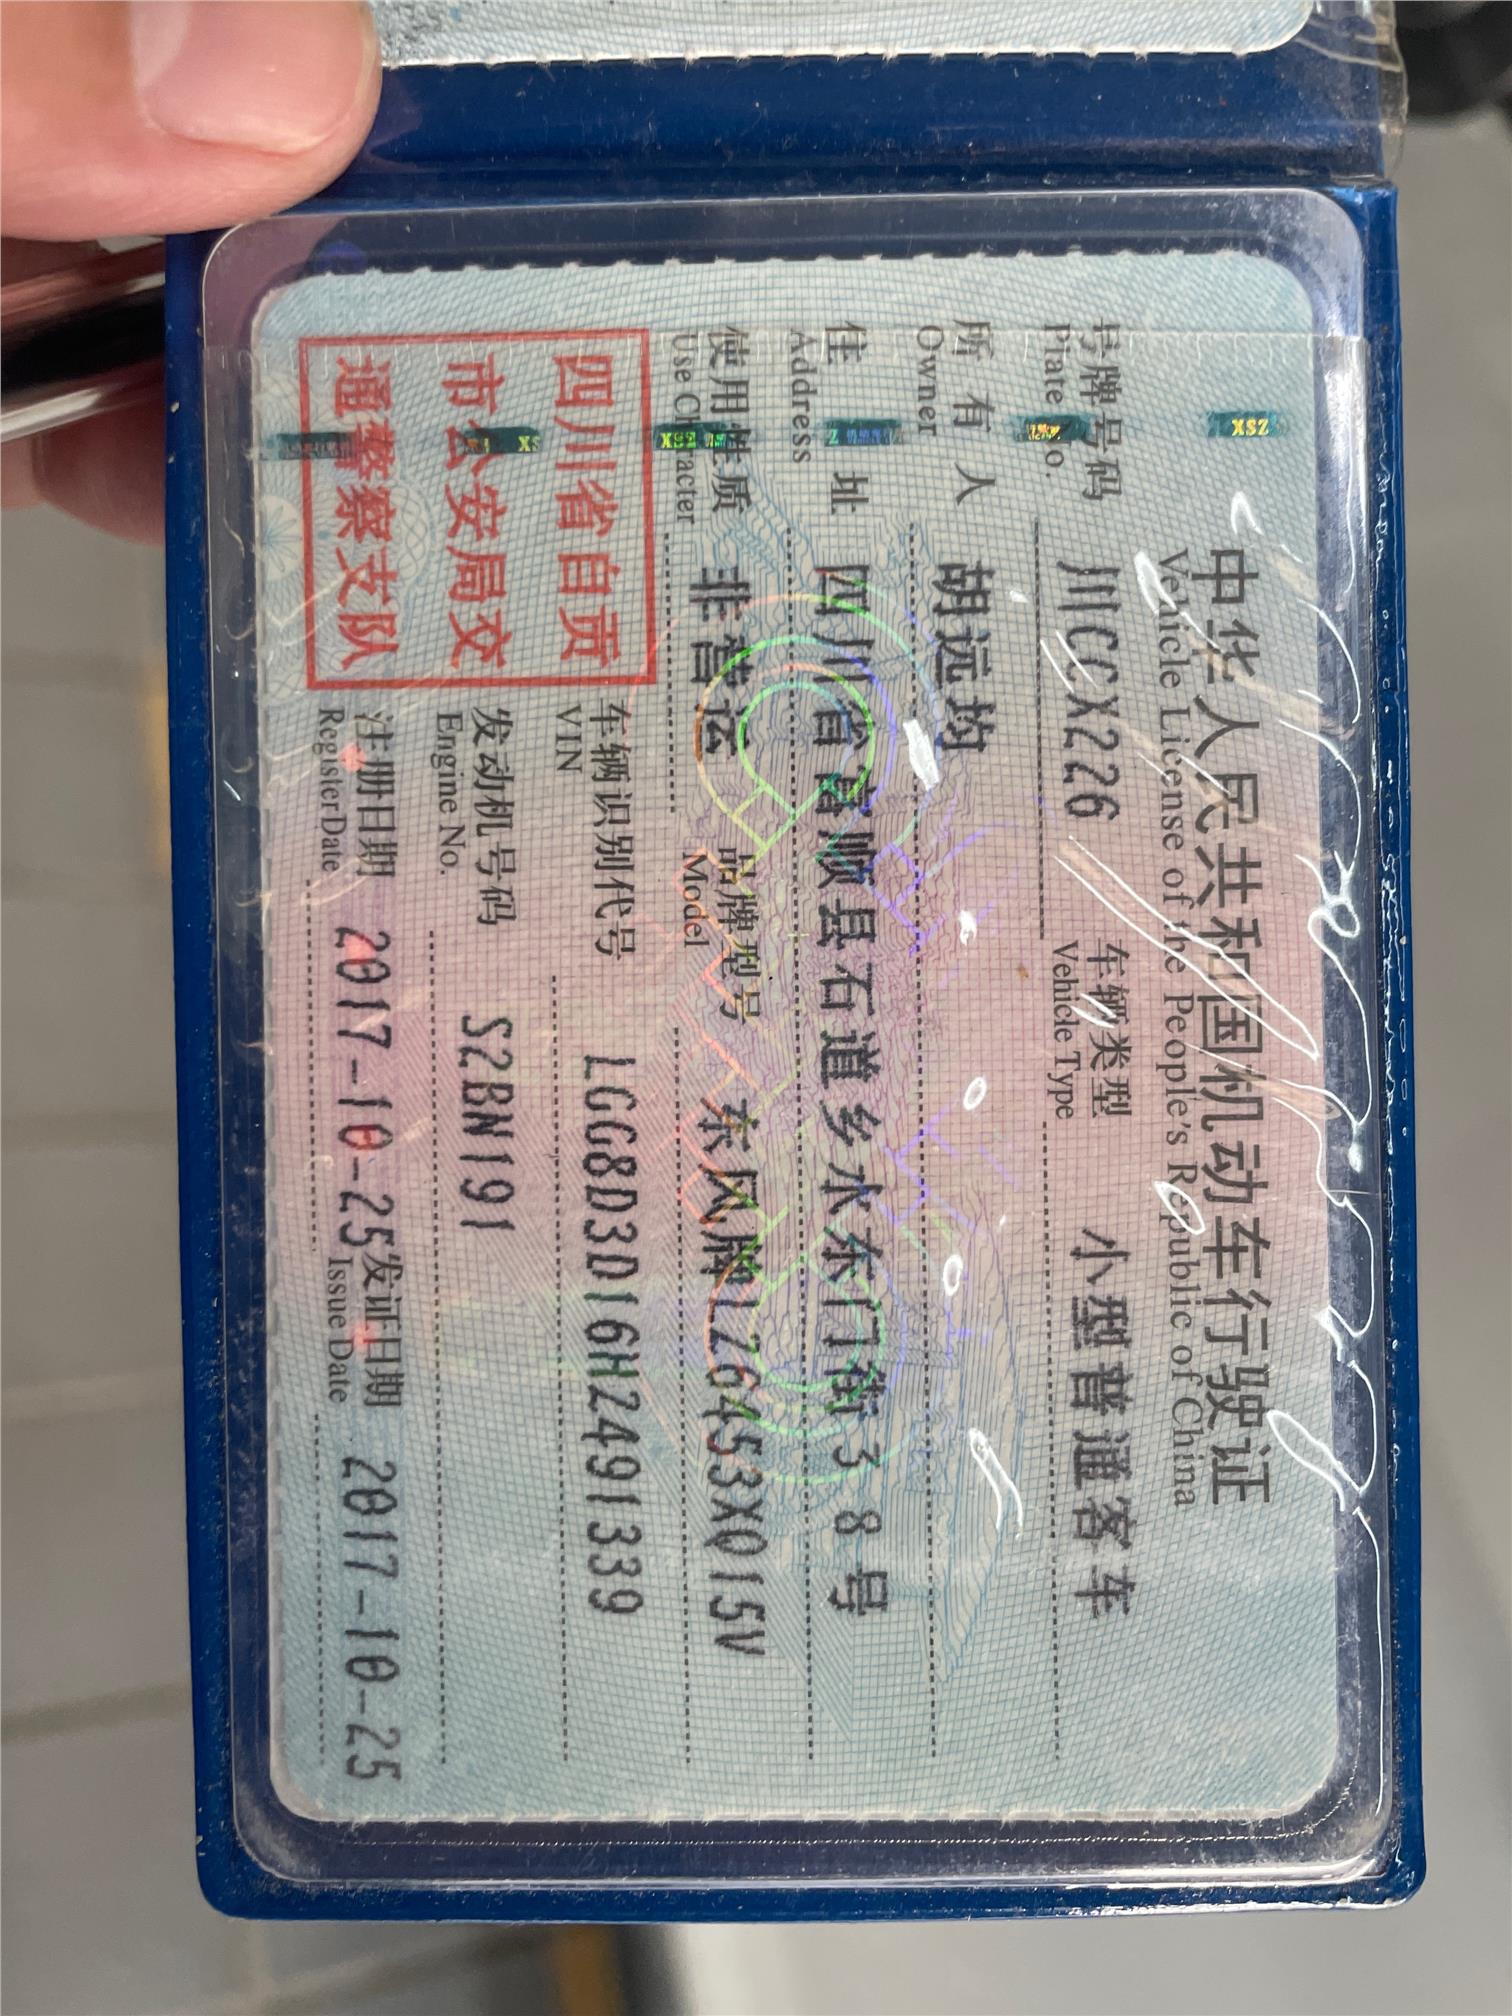 中华人民共和国机动车行驶证
Vehicle License of the People's Republic of China
号牌号码 川CCX226 车辆类型 小型普通客车
Plate No. Vehicle Type
所有人 胡远均
Owner
住址 四川省富顺县石道乡水东门街38号
Address
使用性质 非营运 品牌型号 东风牌LZ6453XQ15V
Use Character Model
四川省自贡
市公安局交
通警察支队
车辆识别代号 LGG8D3D16HZ491339
VIN
发动机号码 S2BN191
Engine No.
注册日期 2017-10-25 发证日期 2017-10-25
Register Date Issue Date
XSZ